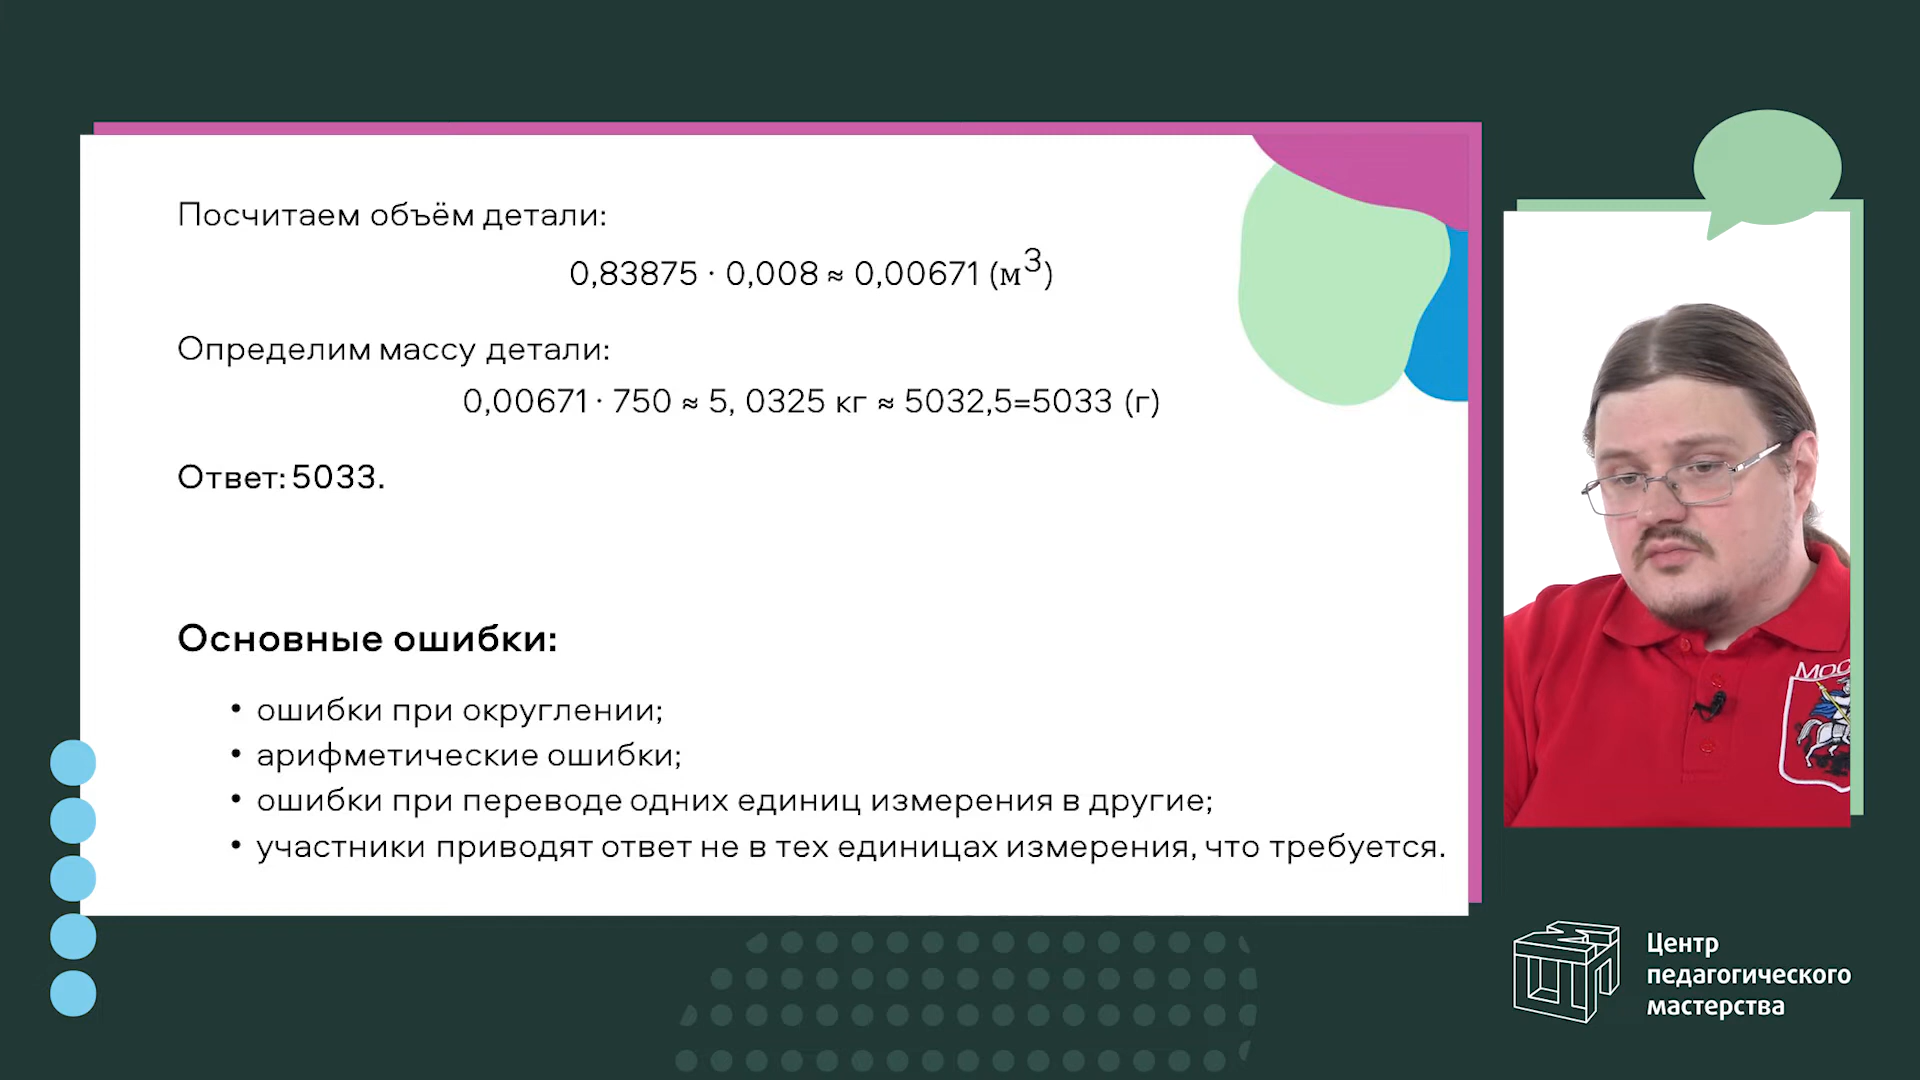 Посчитаем объём детали:
0,83875 · 0,008 ≈ 0,00671 (м³)
Определим массу детали:
0,00671 · 750 ≈ 5, 0325 кг ≈ 5032,5=5033 (г)
Ответ: 5033.
Основные ошибки:
• ошибки при округлении;
• арифметические ошибки;
• ошибки при переводе одних единиц измерения в другие;
• участники приводят ответ не в тех единицах измерения, что требуется.
Центр
педагогического
мастерства